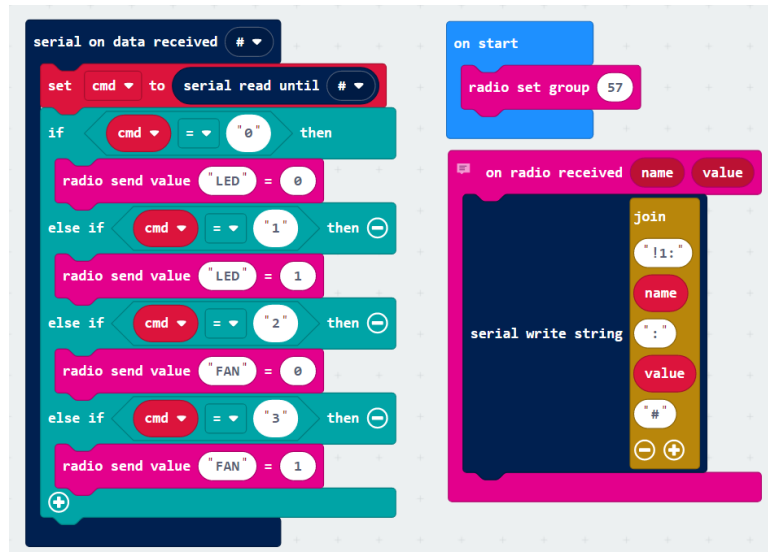 serial on data received #
set cmd to serial read until #
if cmd = "0" then
radio send value "LED" = 0
else if cmd = "1" then
radio send value "LED" = 1
else if cmd = "2" then
radio send value "FAN" = 0
else if cmd = "3" then
radio send value "FAN" = 1
on start
radio set group 57
on radio received name value
serial write string
join
"!1:"
name
":"
value
"#"